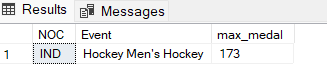 Results Messages
NOC Event max_medal
1 IND Hockey Men's Hockey 173